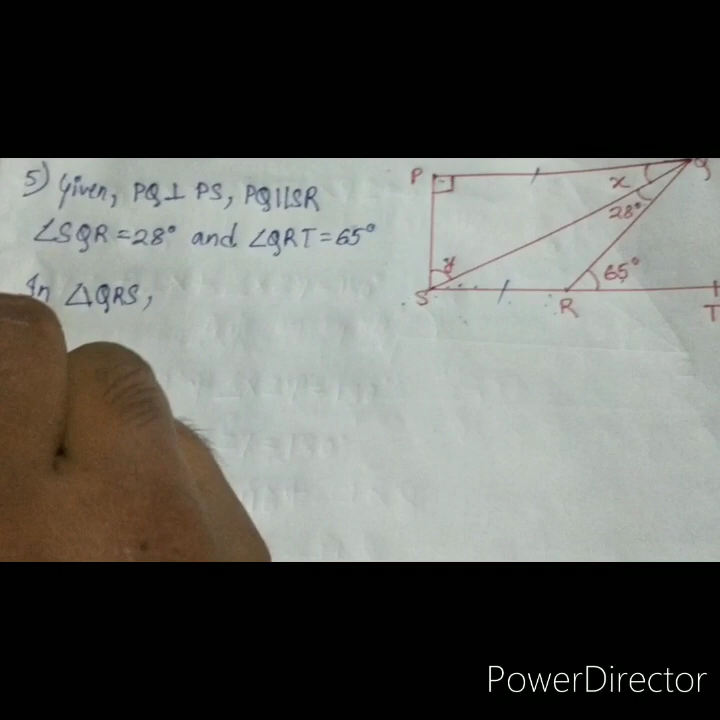 5) Given, PQ⊥ PS, PQ||SR
∠SQR = 28° and ∠QRT = 65°
In △QRS,
P
Q
x
28°
y
65°
S
R
T
PowerDirector